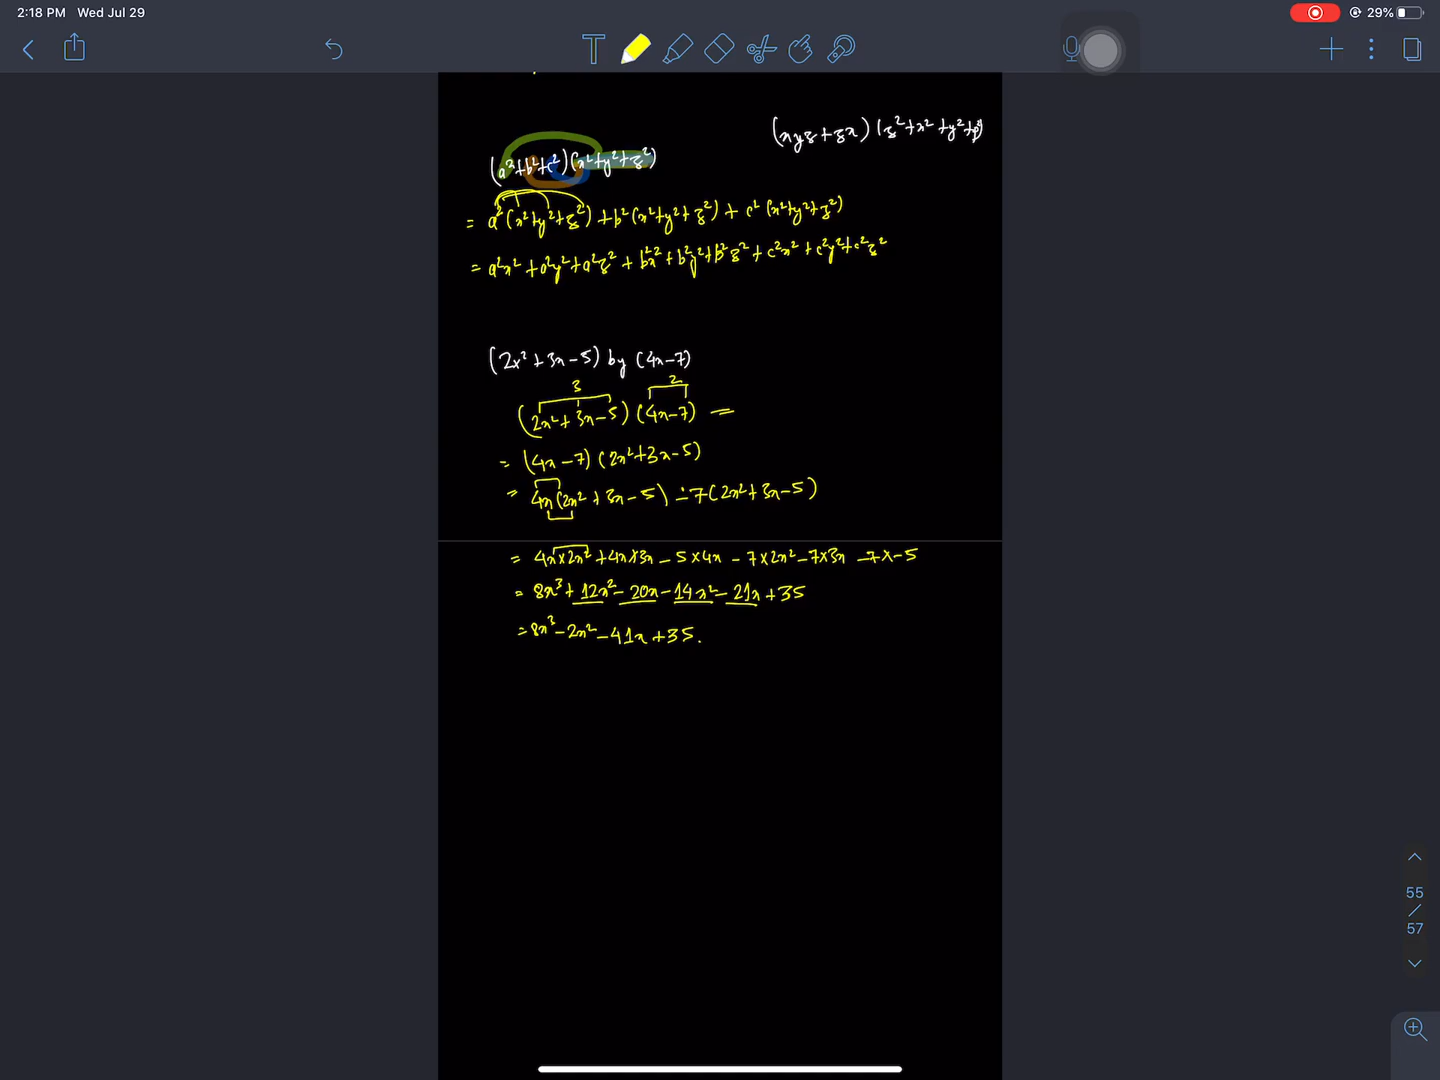 2:18 PM Wed Jul 29
29%
(xyz+zx) (z²+x²+y²+p²)
(a²+b²+c²)(x²+y²+z²)
= a²(x²+y²+z²)+b²(x²+y²+z²)+c²(x²+y²+z²)
= a²x²+a²y²+a²z²+b²x²+b²y²+b²z²+c²x²+c²y²+c²z²
(2x²+3x-5) by (4x-7)
3 2
(2x²+3x-5)(4x-7) =
= (4x-7)(2x²+3x-5)
= 4x(2x²+3x-5)-7(2x²+3x-5)
= 4x×2x²+4x×3x-5×4x-7×2x²-7×3x-7×-5
= 8x³+12x²-20x-14x²-21x+35
= 8x³-2x²-41x+35.
55
/
57